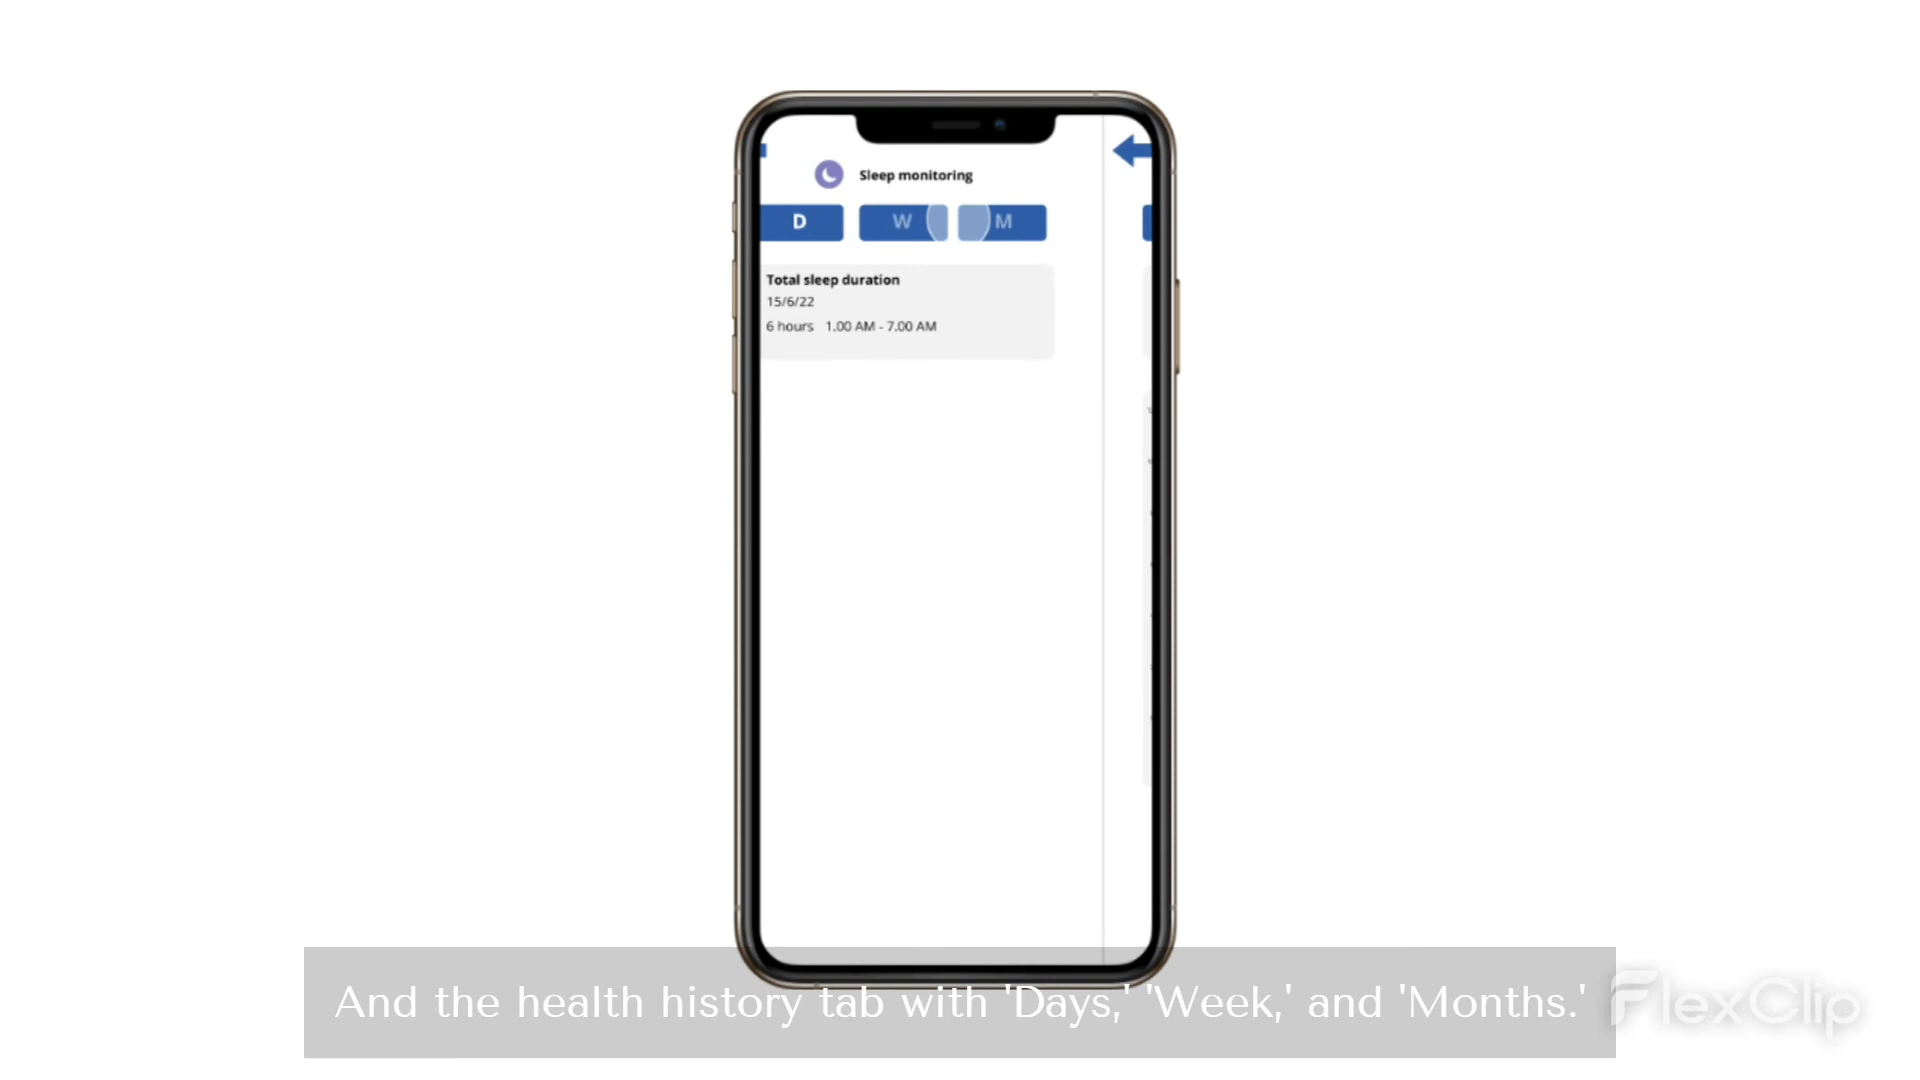 Sleep monitoring
D W M
Total sleep duration
15/6/22
6 hours 1.00 AM - 7.00 AM
And the health history tab with 'Days,' 'Week,' and 'Months.'
FlexClip